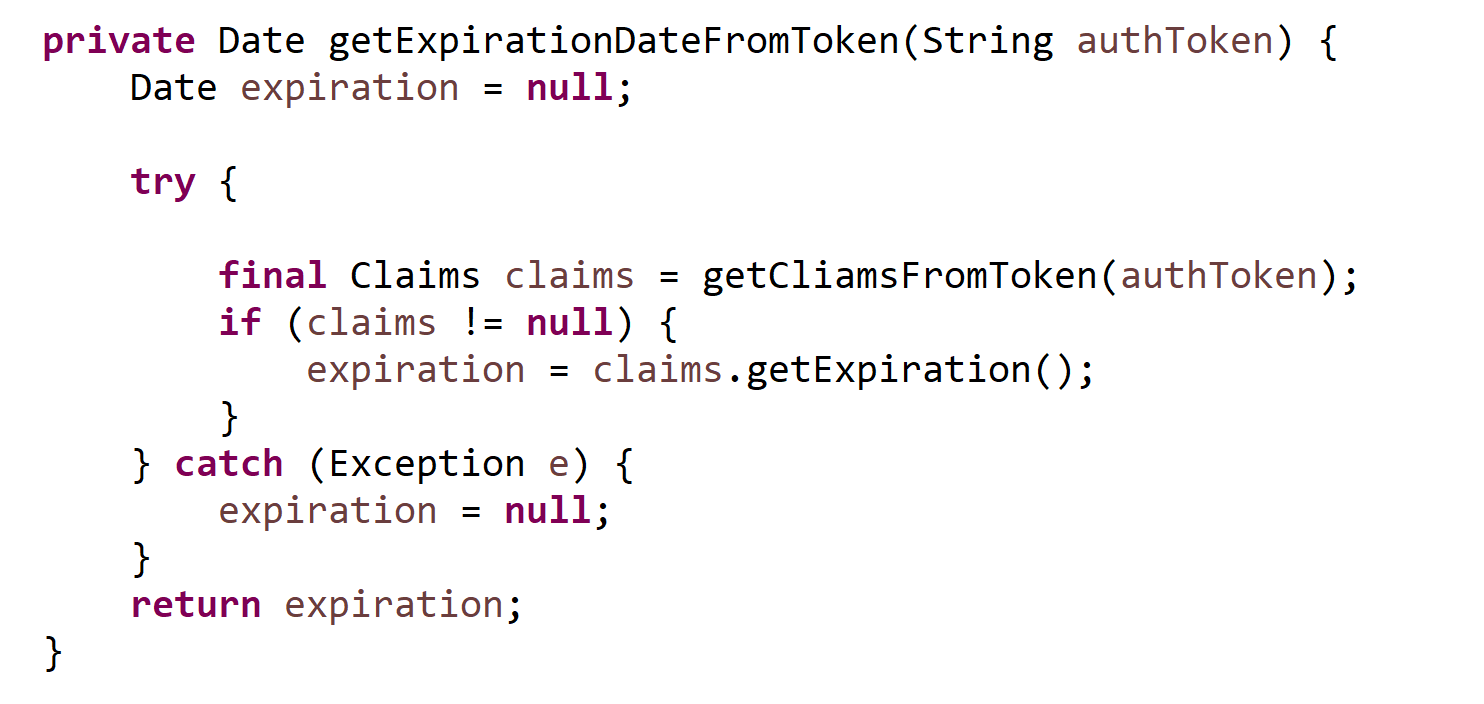 private Date getExpirationDateFromToken(String authToken) {
    Date expiration = null;

    try {

        final Claims claims = getCliamsFromToken(authToken);
        if (claims != null) {
            expiration = claims.getExpiration();
        }
    } catch (Exception e) {
        expiration = null;
    }
    return expiration;
}